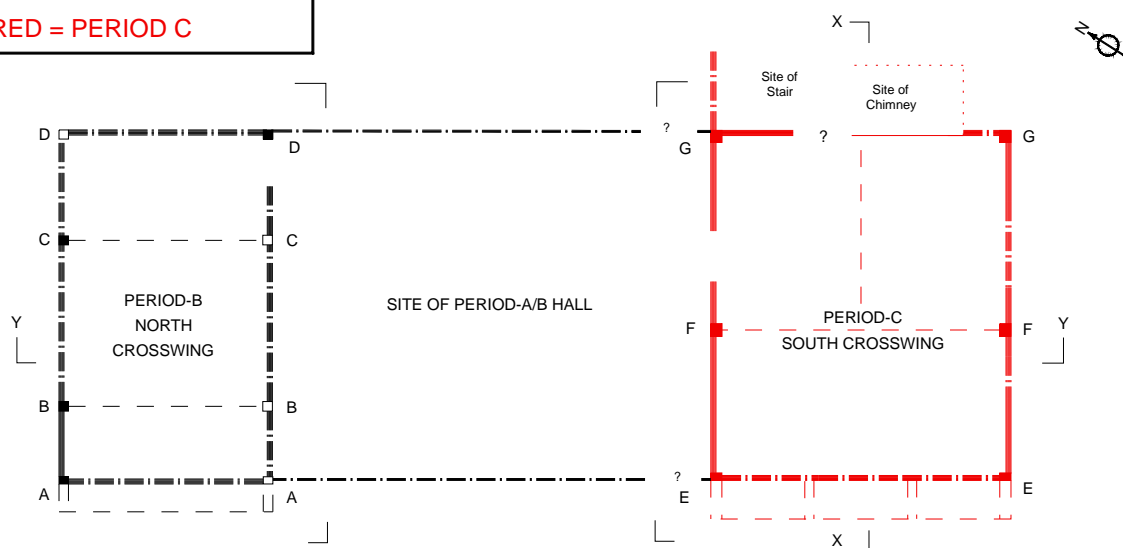 RED = PERIOD C
X
N
Site of
Stair
Site of
Chimney
D
D
?
G
?
G
C
C
PERIOD-B
NORTH
CROSSWING
SITE OF PERIOD-A/B HALL
PERIOD-C
SOUTH CROSSWING
Y
F
F
Y
B
B
A
A
?
E
E
X